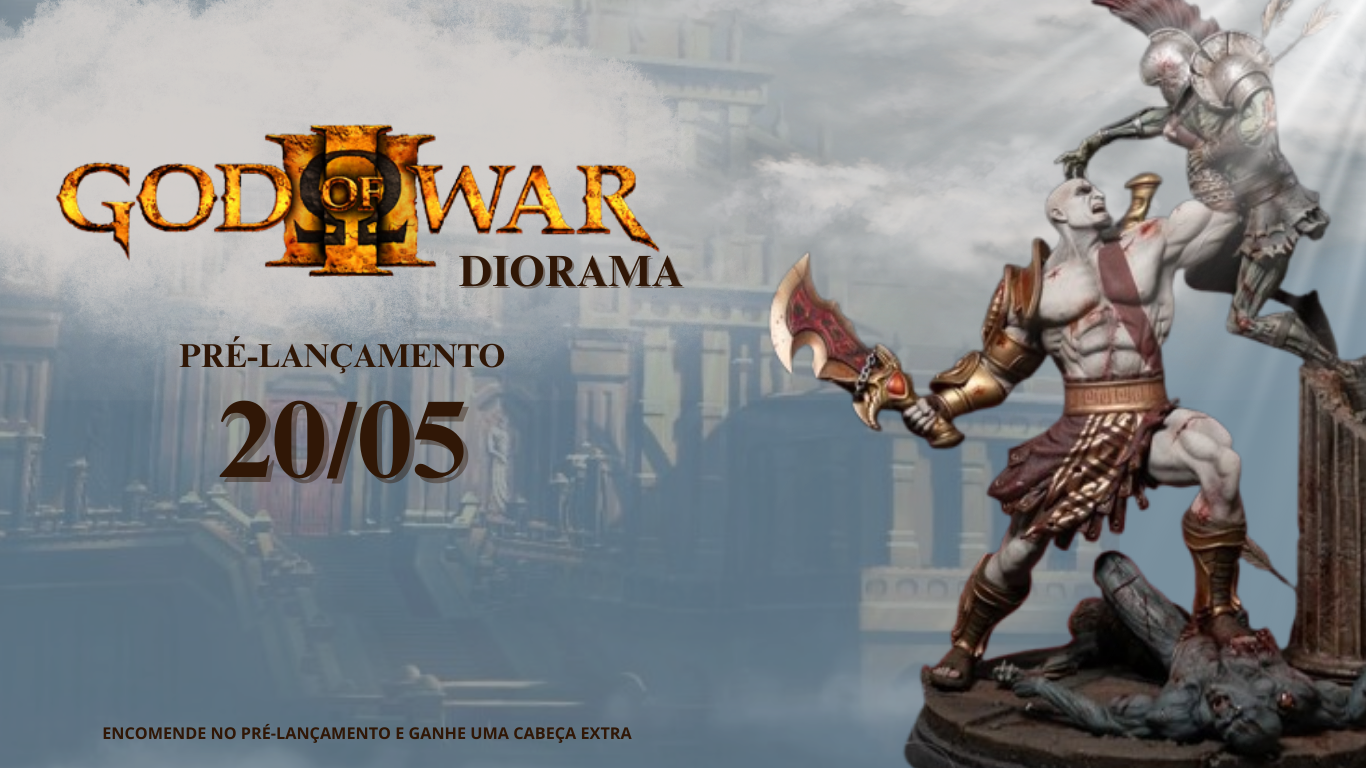 GOD OF WAR
III
DIORAMA
PRÉ-LANÇAMENTO
20/05
ENCOMENDE NO PRÉ-LANÇAMENTO E GANHE UMA CABEÇA EXTRA